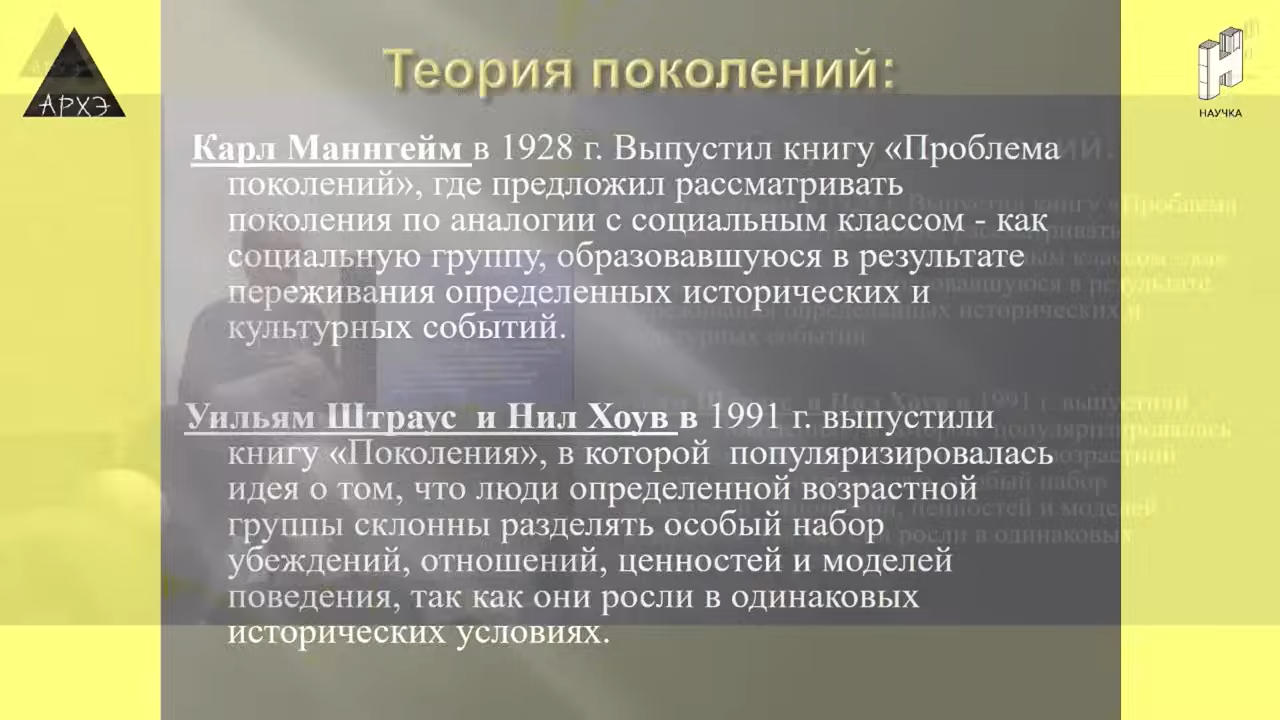 АРХЭ
НАУЧКА
Теория поколений:
Карл Маннгейм в 1928 г. Выпустил книгу «Проблема
поколений», где предложил рассматривать
поколения по аналогии с социальным классом - как
социальную группу, образовавшуюся в результате
переживания определенных исторических и
культурных событий.
Уильям Штраус и Нил Хоув в 1991 г. выпустили
книгу «Поколения», в которой популяризировалась
идея о том, что люди определенной возрастной
группы склонны разделять особый набор
убеждений, отношений, ценностей и моделей
поведения, так как они росли в одинаковых
исторических условиях.